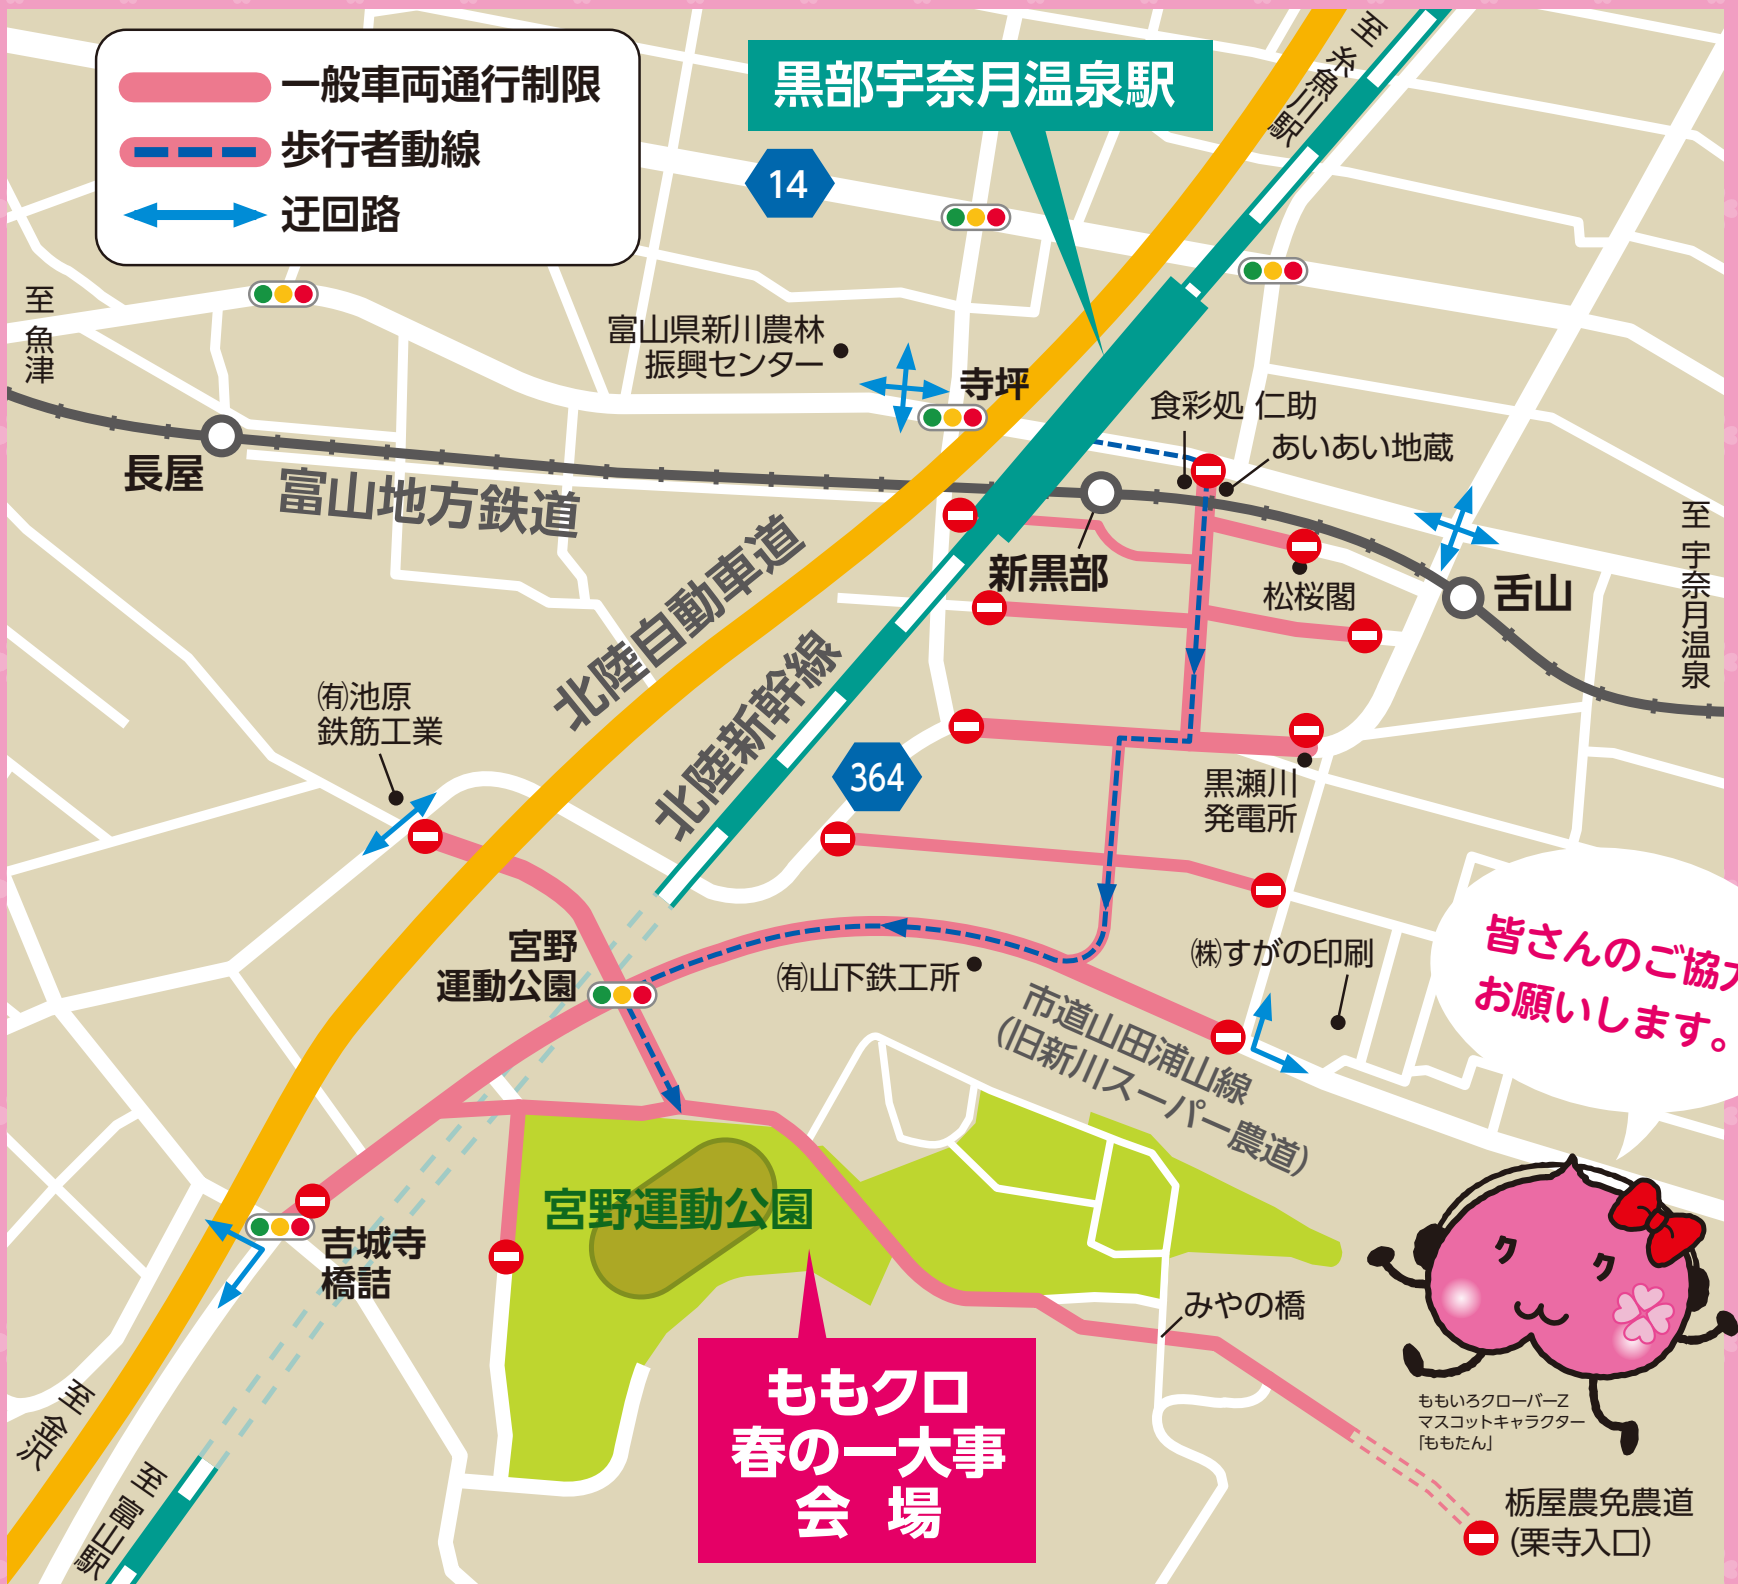 一般車両通行制限
歩行者動線
迂回路
黒部宇奈月温泉駅
至 糸魚川駅
14
至 魚津
富山県新川農林
振興センター
寺坪
食彩処 仁助
あいあい地蔵
長屋
富山地方鉄道
新黒部
松桜閣
舌山
至 宇奈月温泉
北陸自動車道
北陸新幹線
㈲池原
鉄筋工業
364
黒瀬川
発電所
皆さんのご協力
お願いします。
宮野
運動公園
㈲山下鉄工所
㈱すがの印刷
市道山田浦山線
(旧新川スーパー農道)
宮野運動公園
吉城寺
橋詰
みやの橋
ももクロ
春の一大事
会 場
ももいろクローバーZ
マスコットキャラクター
「ももたん」
至 金沢
至 富山駅
栃屋農免農道
(栗寺入口)